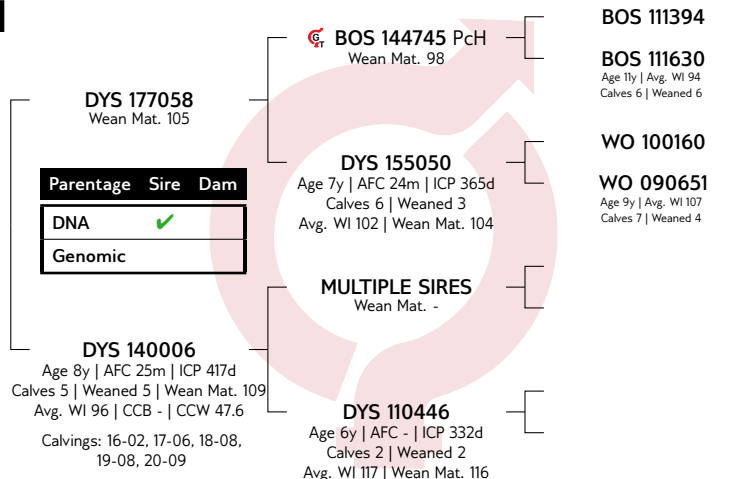 BOS 111394
BOS 144745 PcH
Wean Mat. 98
BOS 111630
Age 11y | Avg. WI 94
Calves 6 | Weaned 6
DYS 177058
Wean Mat. 105
WO 100160
DYS 155050
Age 7y | AFC 24m | ICP 365d
Calves 6 | Weaned 3
Avg. WI 102 | Wean Mat. 104
WO 090651
Age 9y | Avg. WI 107
Calves 7 | Weaned 4
Parentage Sire Dam
DNA ✔
Genomic
MULTIPLE SIRES
Wean Mat. -
DYS 140006
Age 8y | AFC 25m | ICP 417d
Calves 5 | Weaned 5 | Wean Mat. 109
Avg. WI 96 | CCB - | CCW 47.6
Calvings: 16-02, 17-06, 18-08,
19-08, 20-09
DYS 110446
Age 6y | AFC - | ICP 332d
Calves 2 | Weaned 2
Avg. WI 117 | Wean Mat. 116